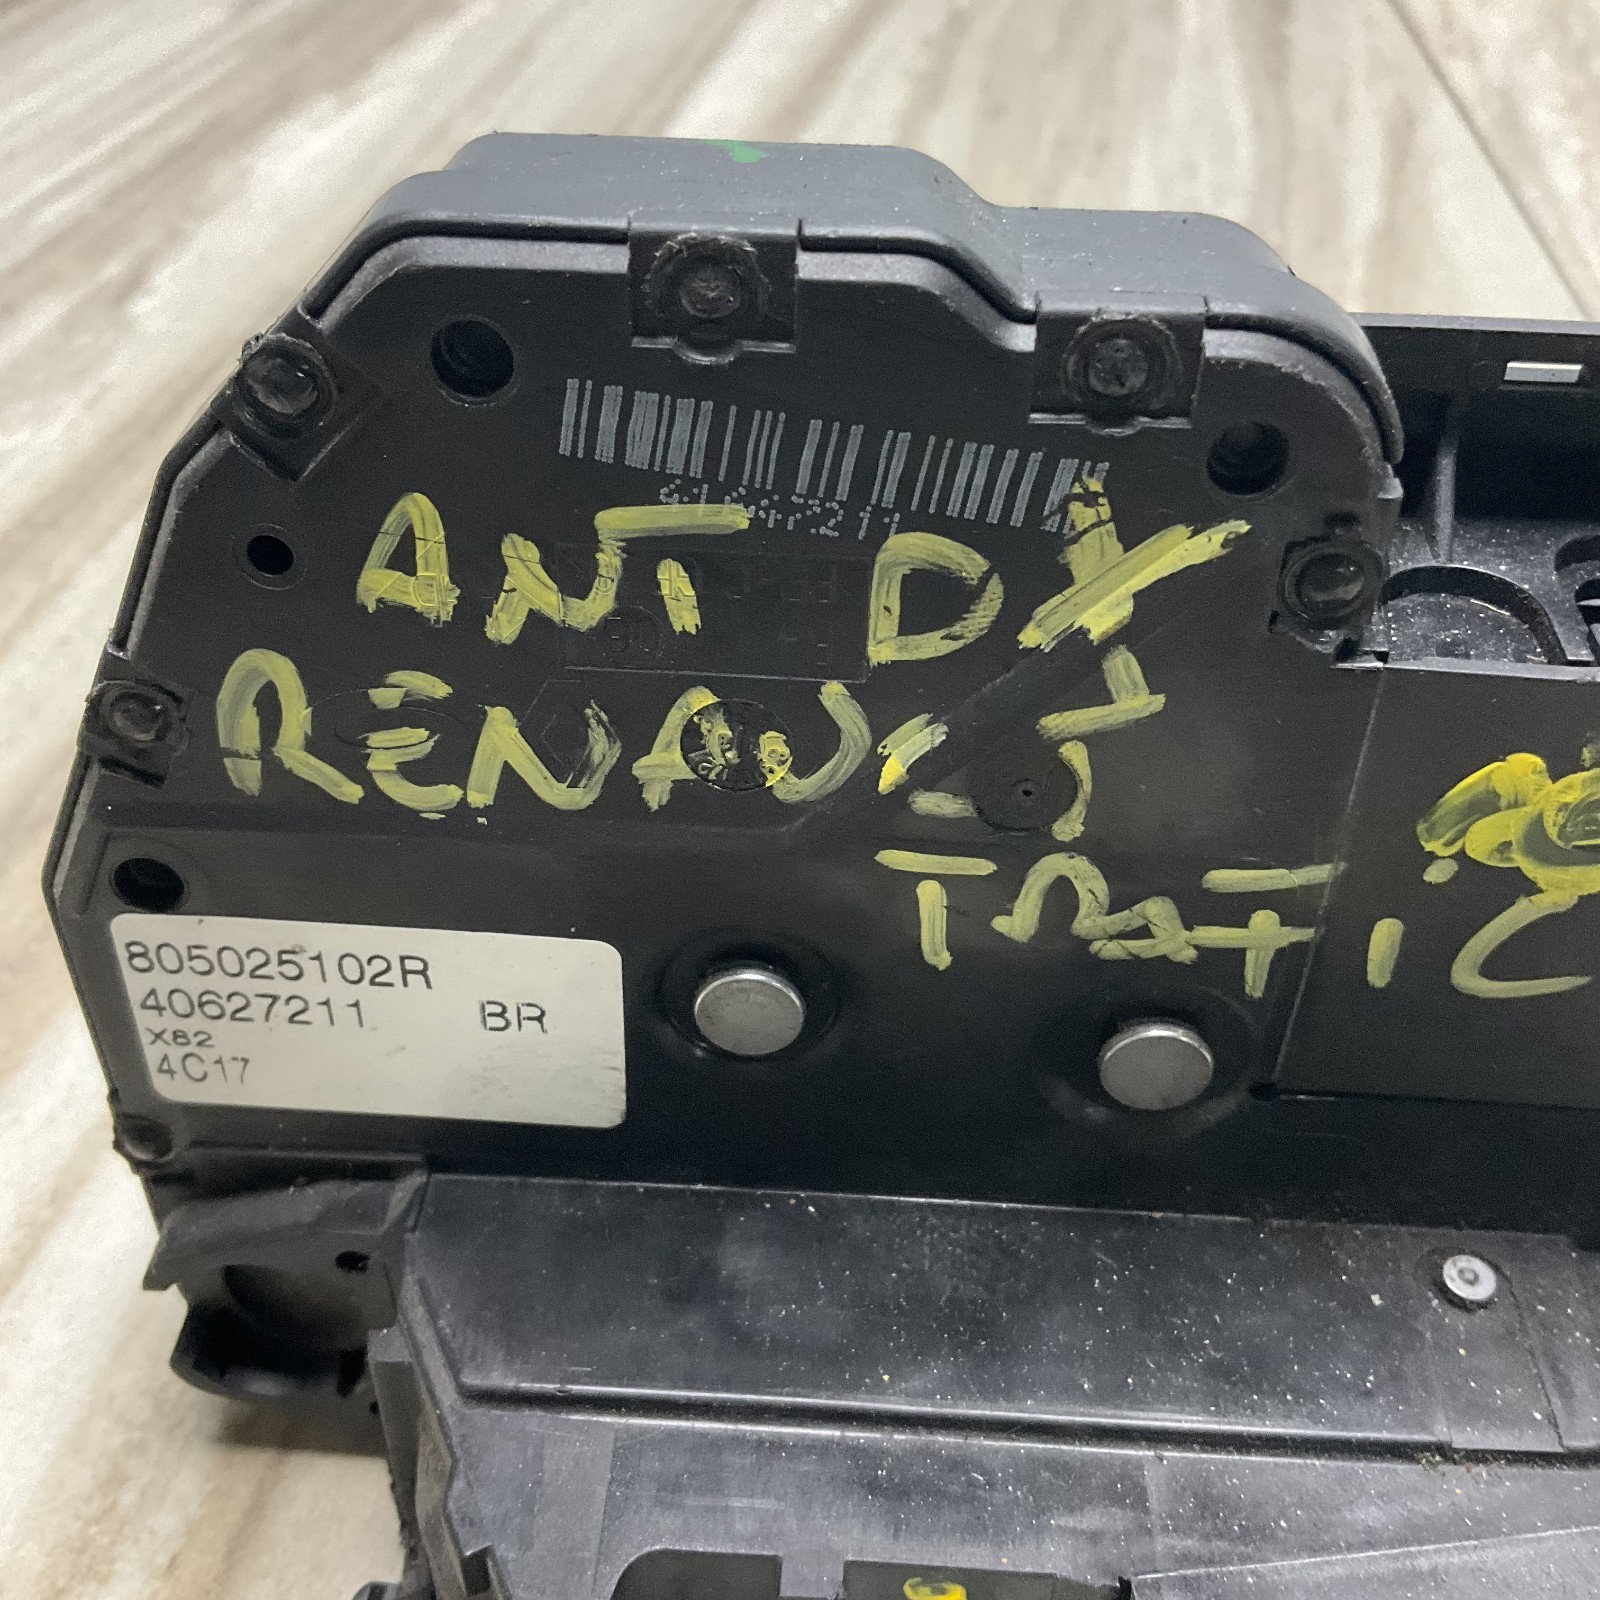 ANT DX
RENAULT
TRAFIC
805025102R
40627211 BR
X82
4C17